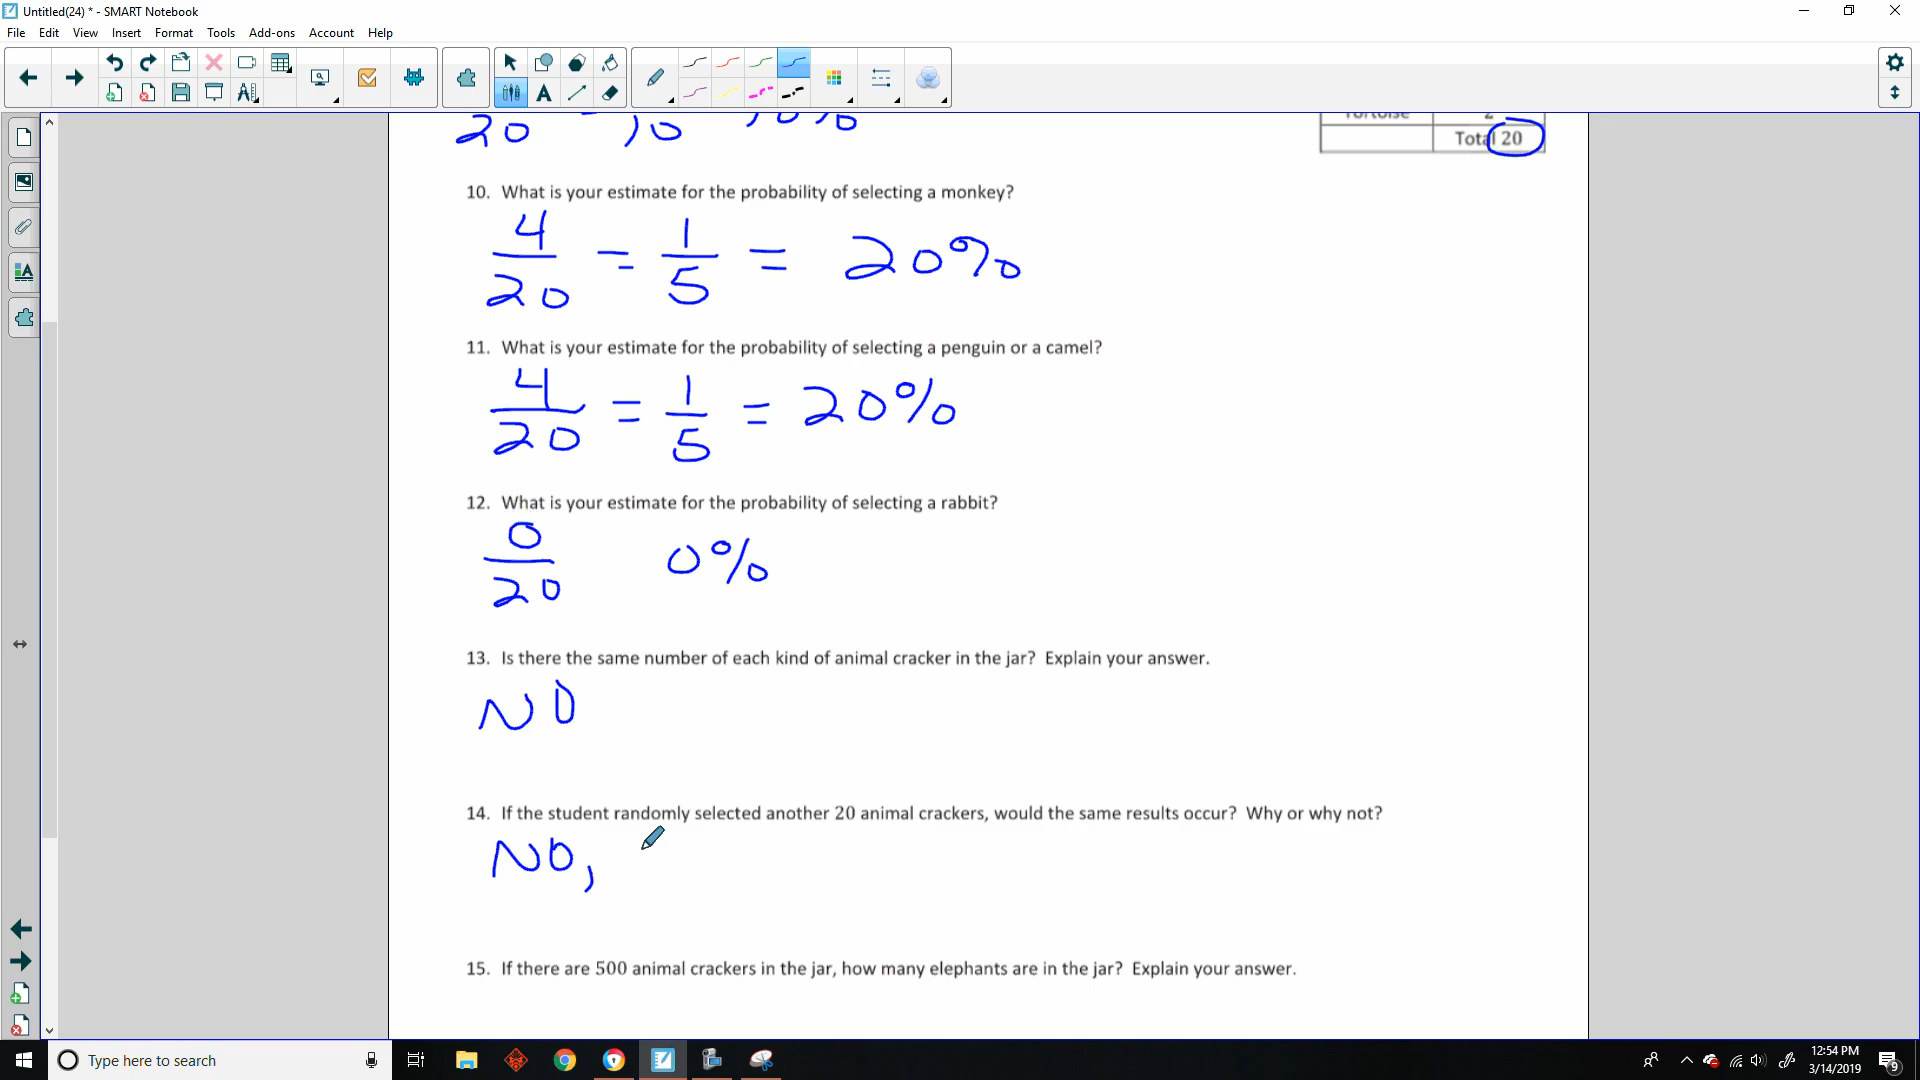 Untitled(24) * - SMART Notebook
File Edit View Insert Format Tools Add-ons Account Help
20 = 10 10%
Tortoise 2
Total 20
10. What is your estimate for the probability of selecting a monkey?
4/20 = 1/5 = 20%
11. What is your estimate for the probability of selecting a penguin or a camel?
4/20 = 1/5 = 20%
12. What is your estimate for the probability of selecting a rabbit?
0/20 0%
13. Is there the same number of each kind of animal cracker in the jar? Explain your answer.
NO
14. If the student randomly selected another 20 animal crackers, would the same results occur? Why or why not?
NO,
15. If there are 500 animal crackers in the jar, how many elephants are in the jar? Explain your answer.
Type here to search
12:54 PM
3/14/2019
9